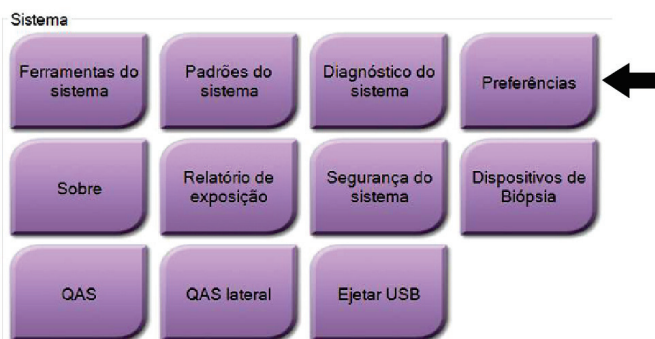 Sistema
Ferramentas do
sistema
Padrões do
sistema
Diagnóstico do
sistema
Preferências
Sobre
Relatório de
exposição
Segurança do
sistema
Dispositivos de
Biópsia
QAS
QAS lateral
Ejetar USB